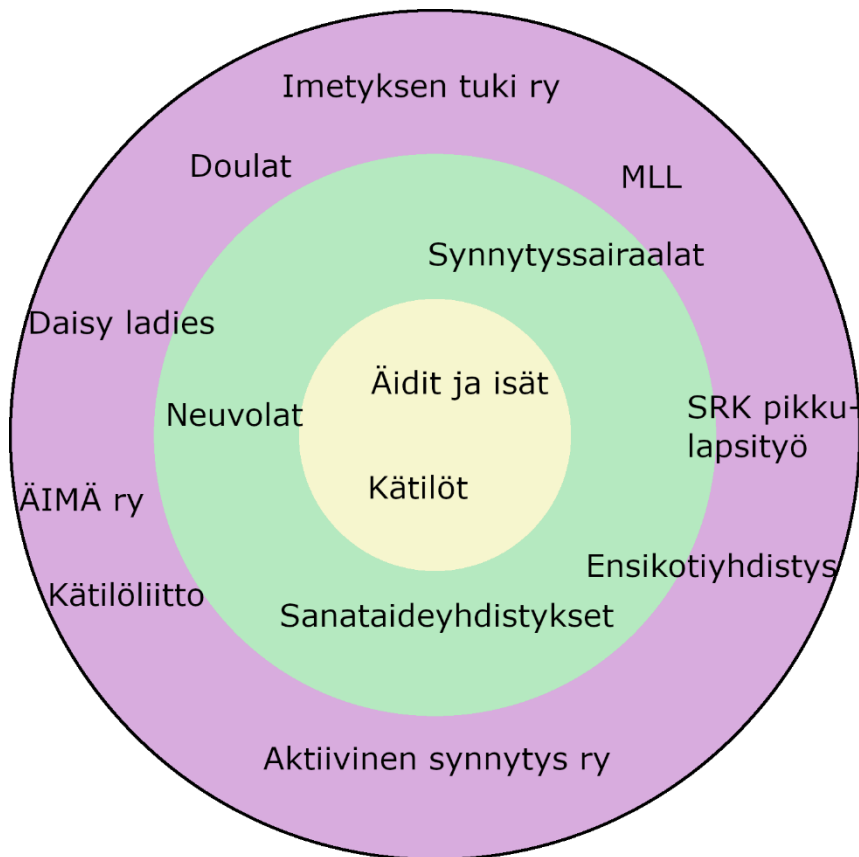 Imetyksen tuki ry
Doulat
MLL
Synnytyssairaalat
Daisy ladies
Äidit ja isät
Neuvolat
SRK pikku-
lapsityö
Kätilöt
ÄIMÄ ry
Ensikotiyhdistys
Kätilöliitto
Sanataideyhdistykset
Aktiivinen synnytys ry